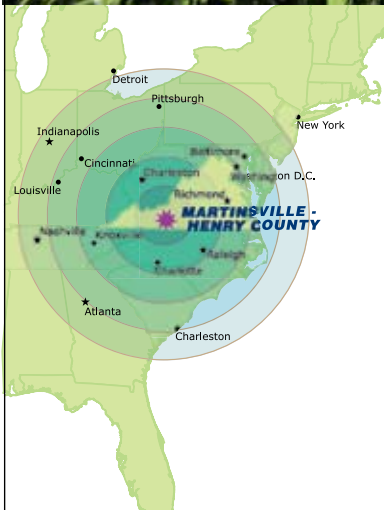 Detroit
Pittsburgh
New York
Indianapolis
Baltimore
Cincinnati
Charleston
Washington D.C.
Louisville
Richmond
MARTINSVILLE -
HENRY COUNTY
Nashville
Knoxville
Raleigh
Charlotte
Atlanta
Charleston